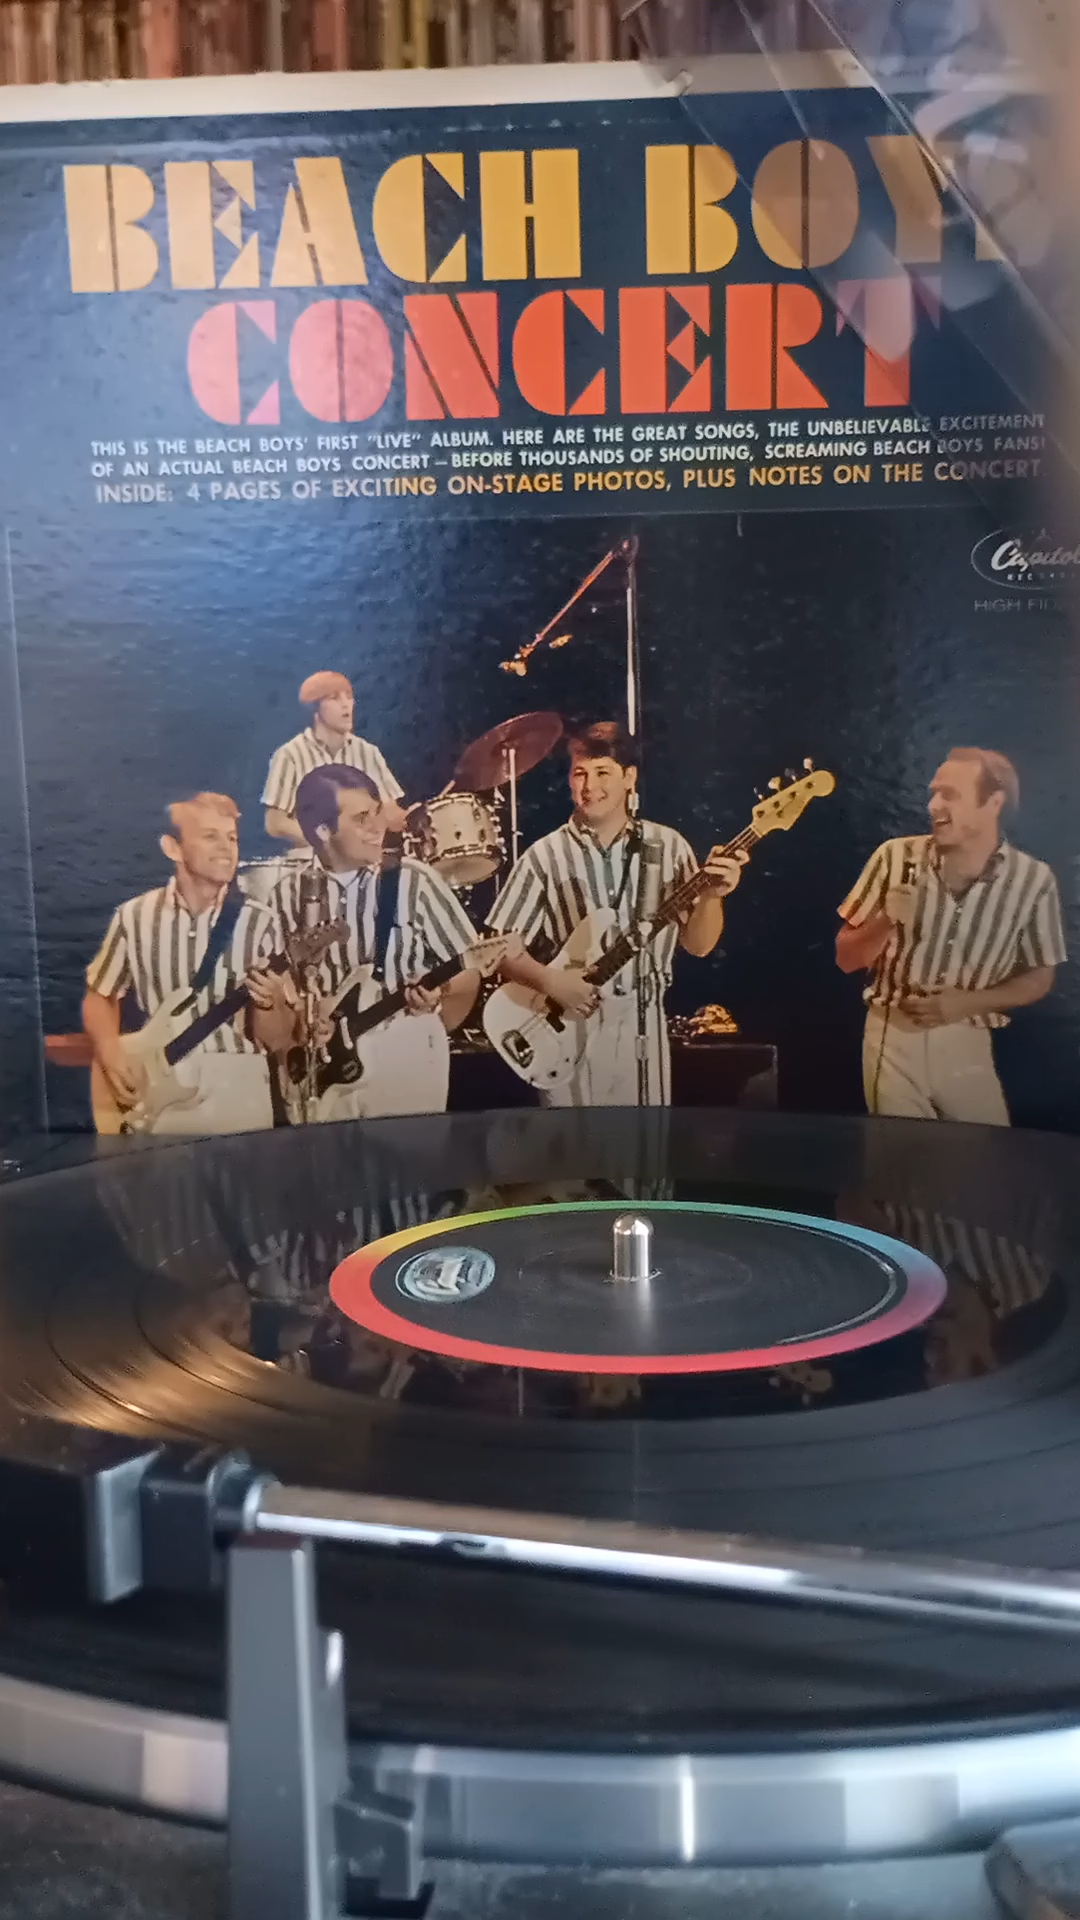 BEACH BOYS
CONCERT
THIS IS THE BEACH BOYS' FIRST "LIVE" ALBUM. HERE ARE THE GREAT SONGS, THE UNBELIEVABLE EXCITEMENT
OF AN ACTUAL BEACH BOYS CONCERT—BEFORE THOUSANDS OF SHOUTING, SCREAMING BEACH BOYS FANS!
INSIDE: 4 PAGES OF EXCITING ON-STAGE PHOTOS, PLUS NOTES ON THE CONCERT.
Capitol
RECORDS
HIGH